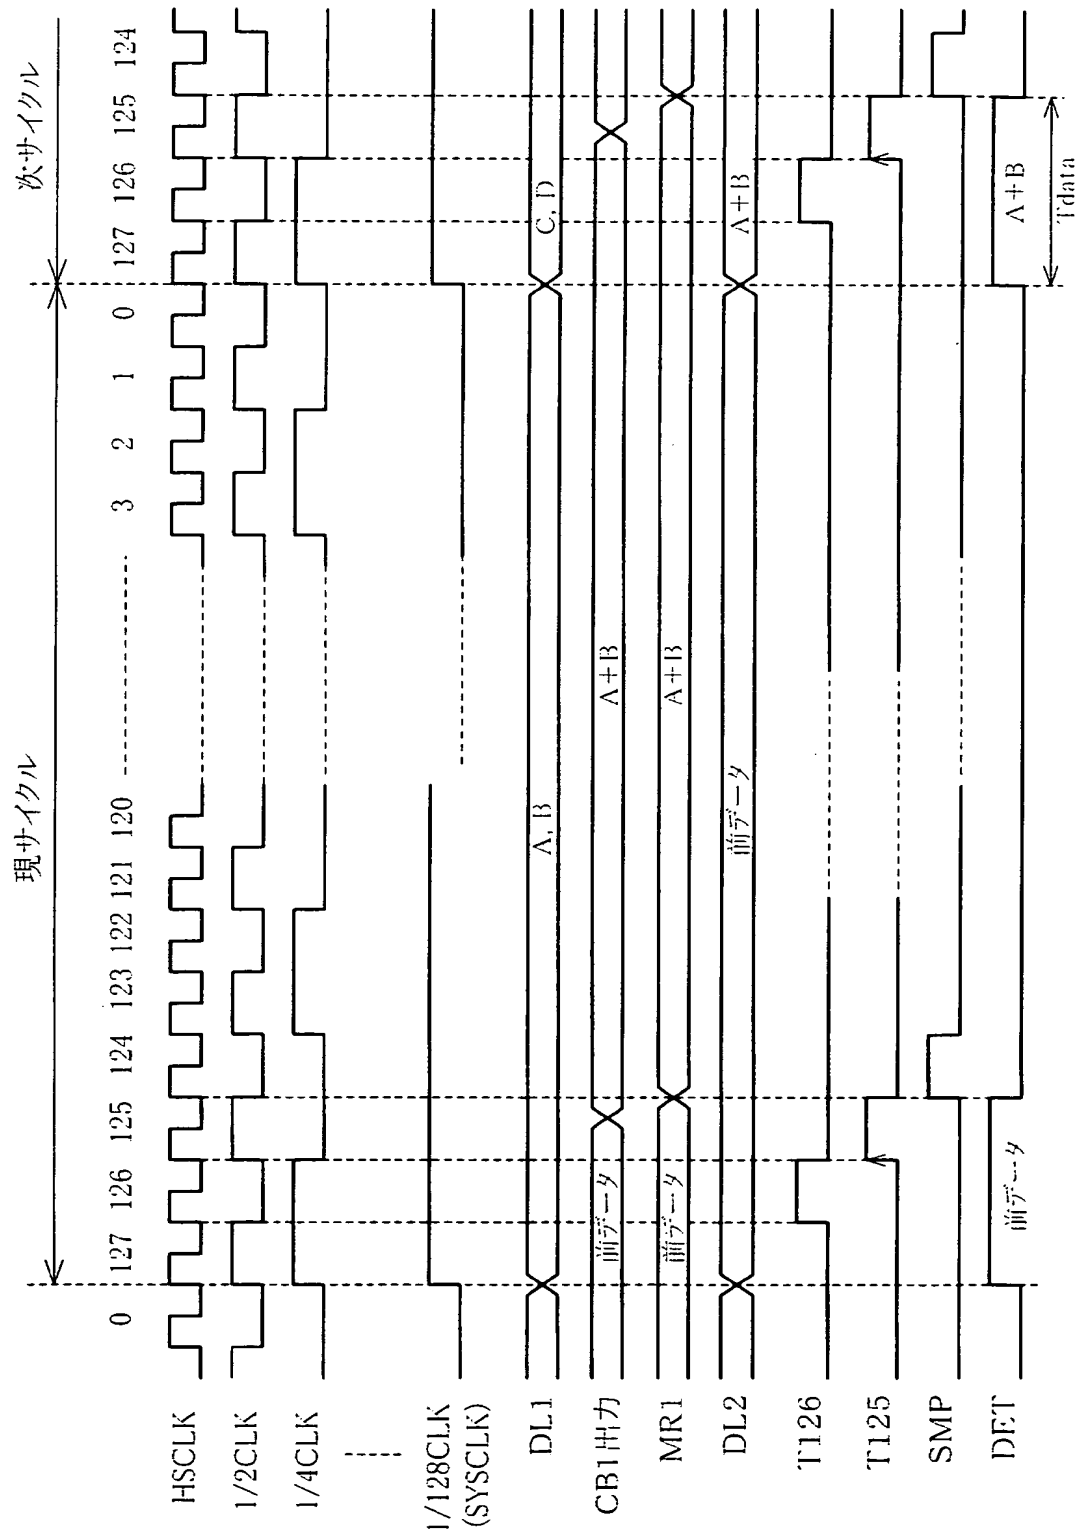 現サイクル
次サイクル
0 127 126 125 124 123 122 121 120 3 2 1 0 127 126 125 124
HSCLK
1/2CLK
1/4CLK
1/128CLK
(SYSCLK)
DL1
A, B
C, D
CB1出力
前データ
A+B
MR1
前データ
A+B
DL2
前データ
A+B
T126
T125
SMP
DET
前データ
A+B
Tdata